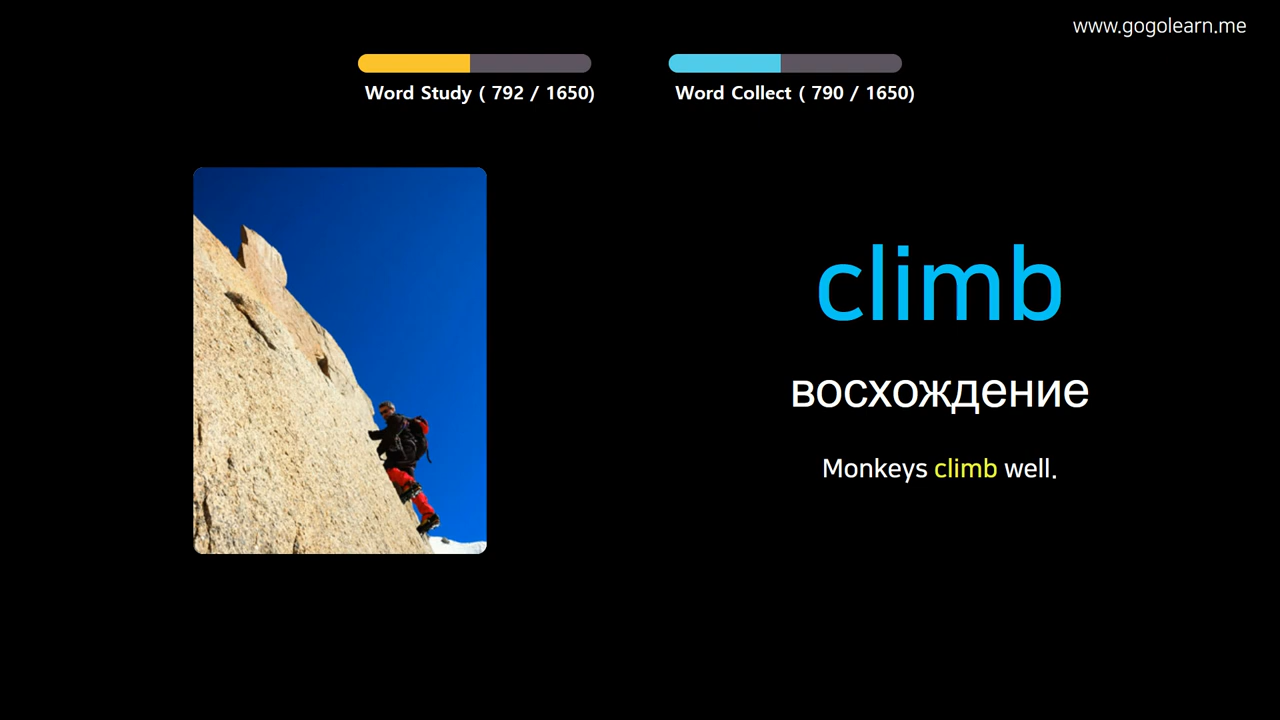 www.gogolearn.me
Word Study ( 792 / 1650)
Word Collect ( 790 / 1650)
climb
восхождение
Monkeys climb well.